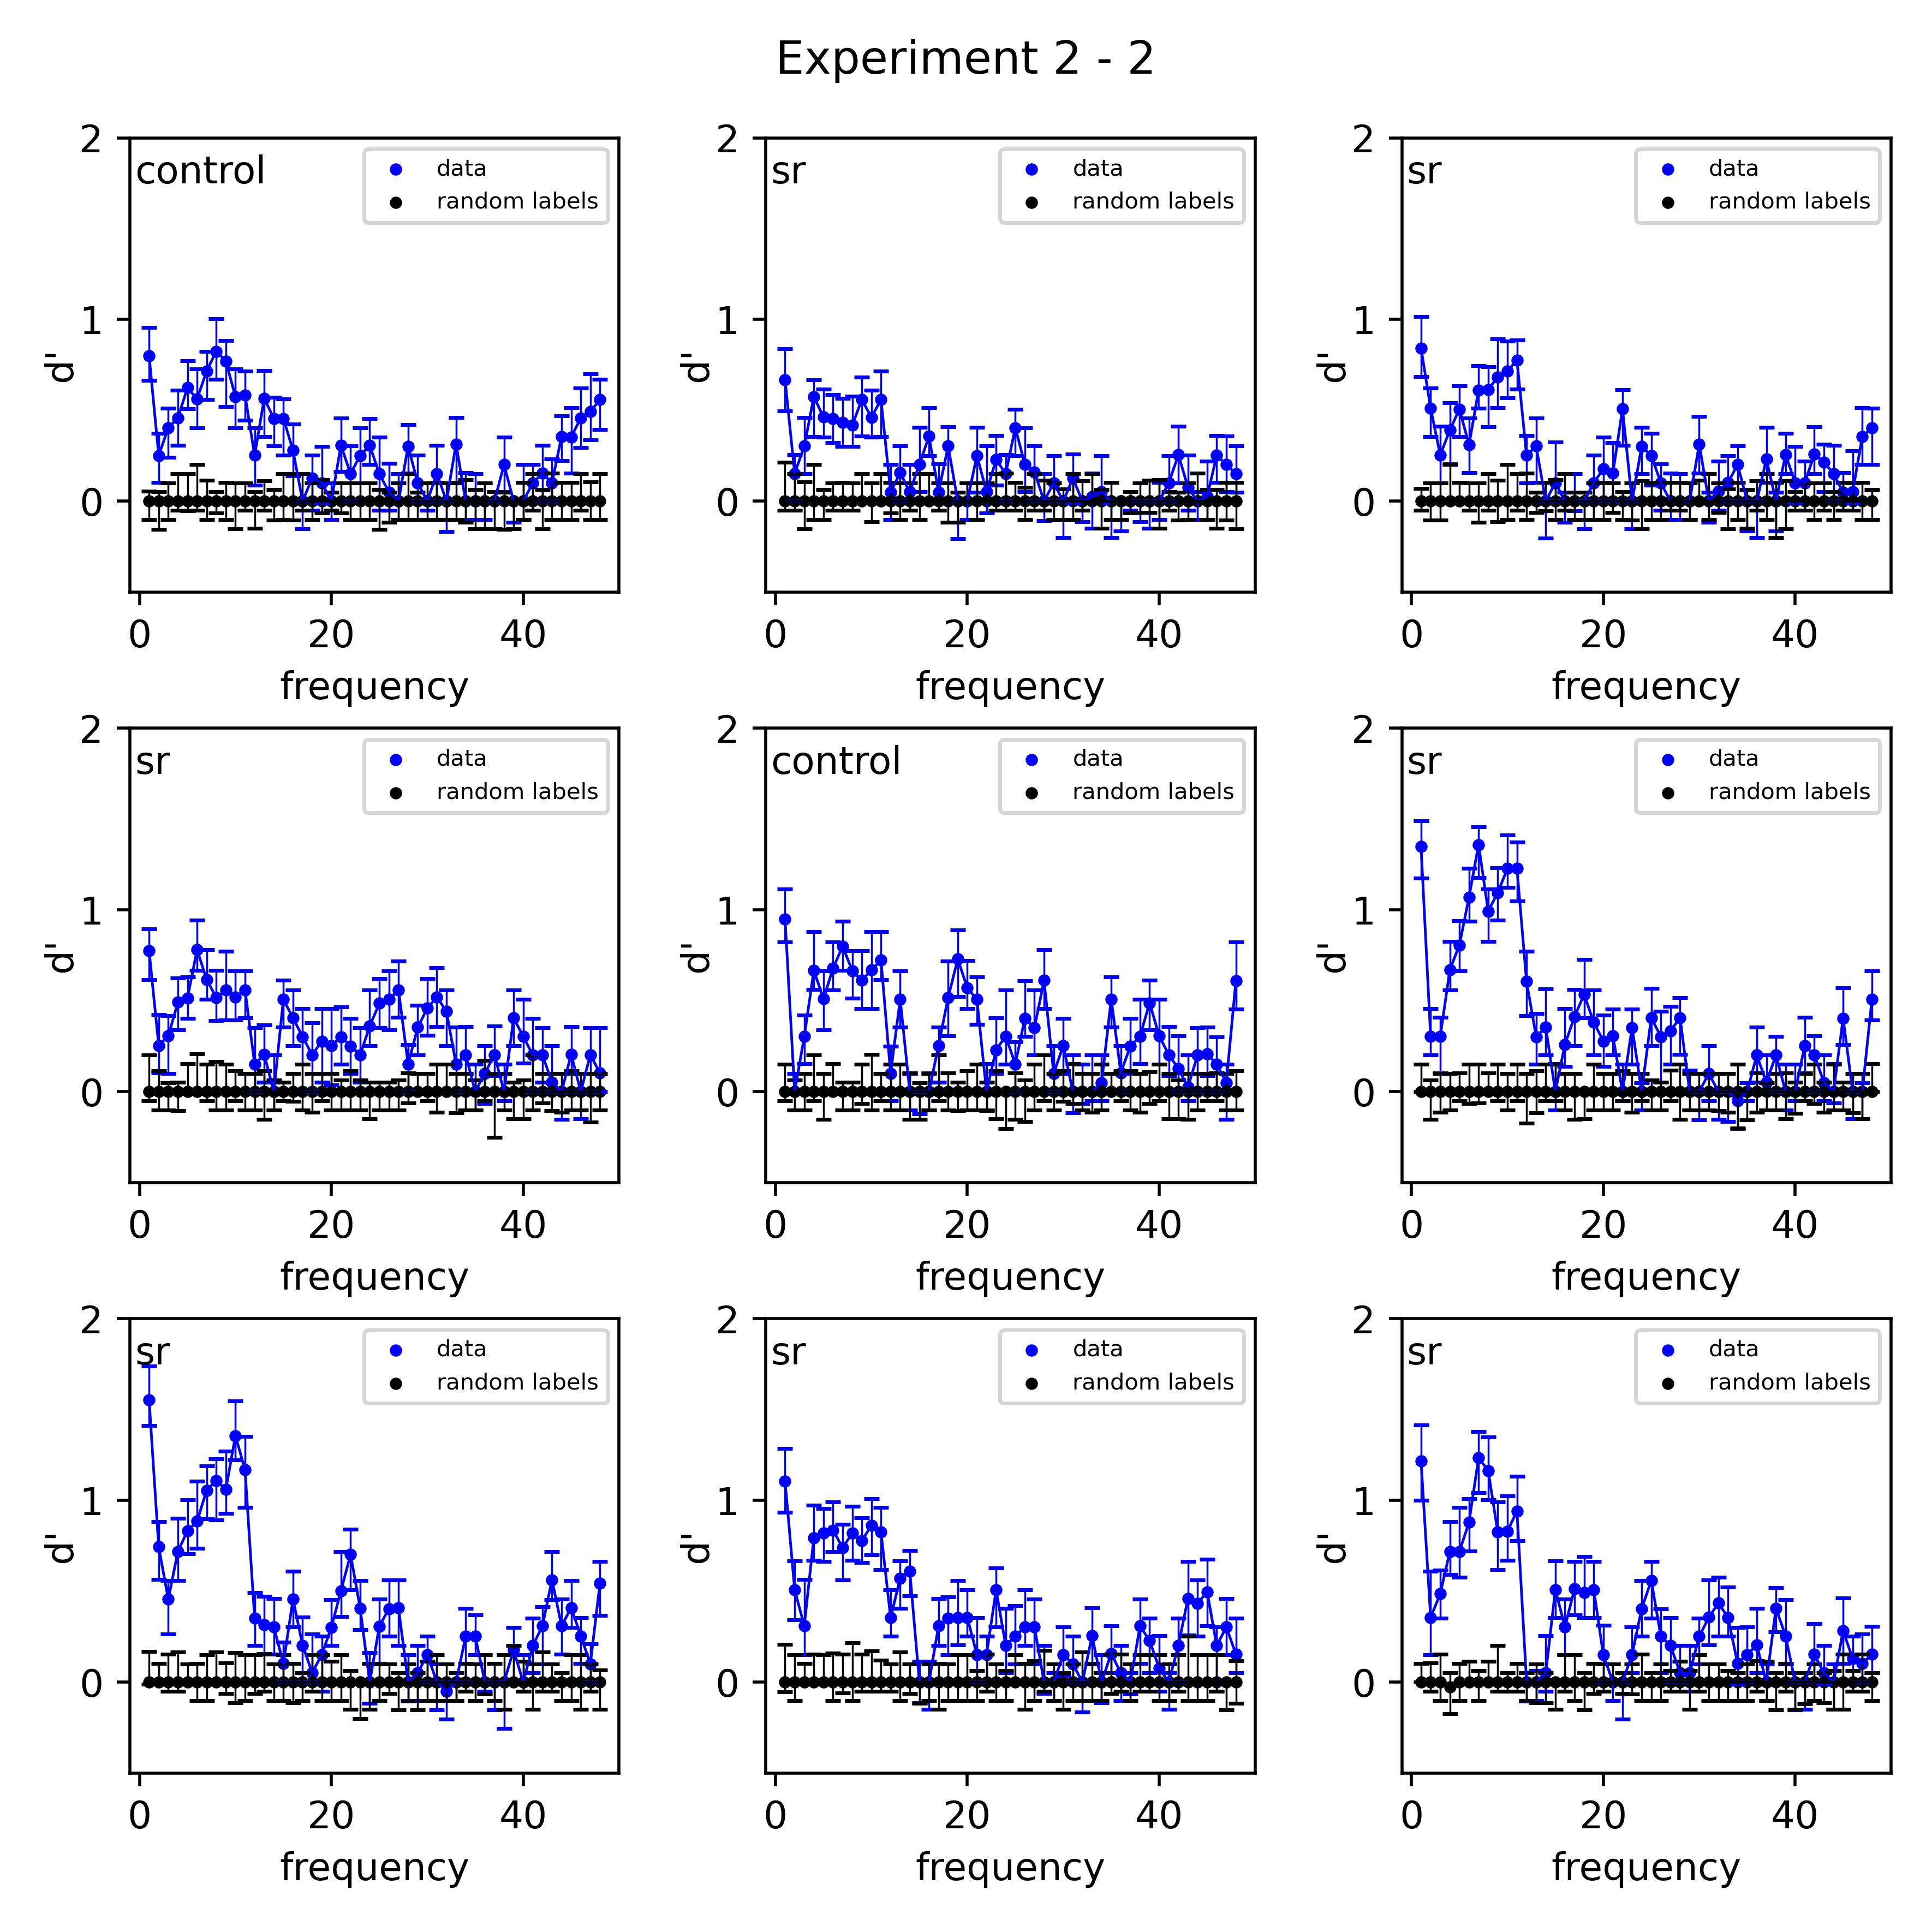 Experiment 2 - 2
control
data
random labels
2
1
0
d'
0 20 40
frequency
sr
data
random labels
2
1
0
d'
0 20 40
frequency
sr
data
random labels
2
1
0
d'
0 20 40
frequency
sr
data
random labels
2
1
0
d'
0 20 40
frequency
control
data
random labels
2
1
0
d'
0 20 40
frequency
sr
data
random labels
2
1
0
d'
0 20 40
frequency
sr
data
random labels
2
1
0
d'
0 20 40
frequency
sr
data
random labels
2
1
0
d'
0 20 40
frequency
sr
data
random labels
2
1
0
d'
0 20 40
frequency